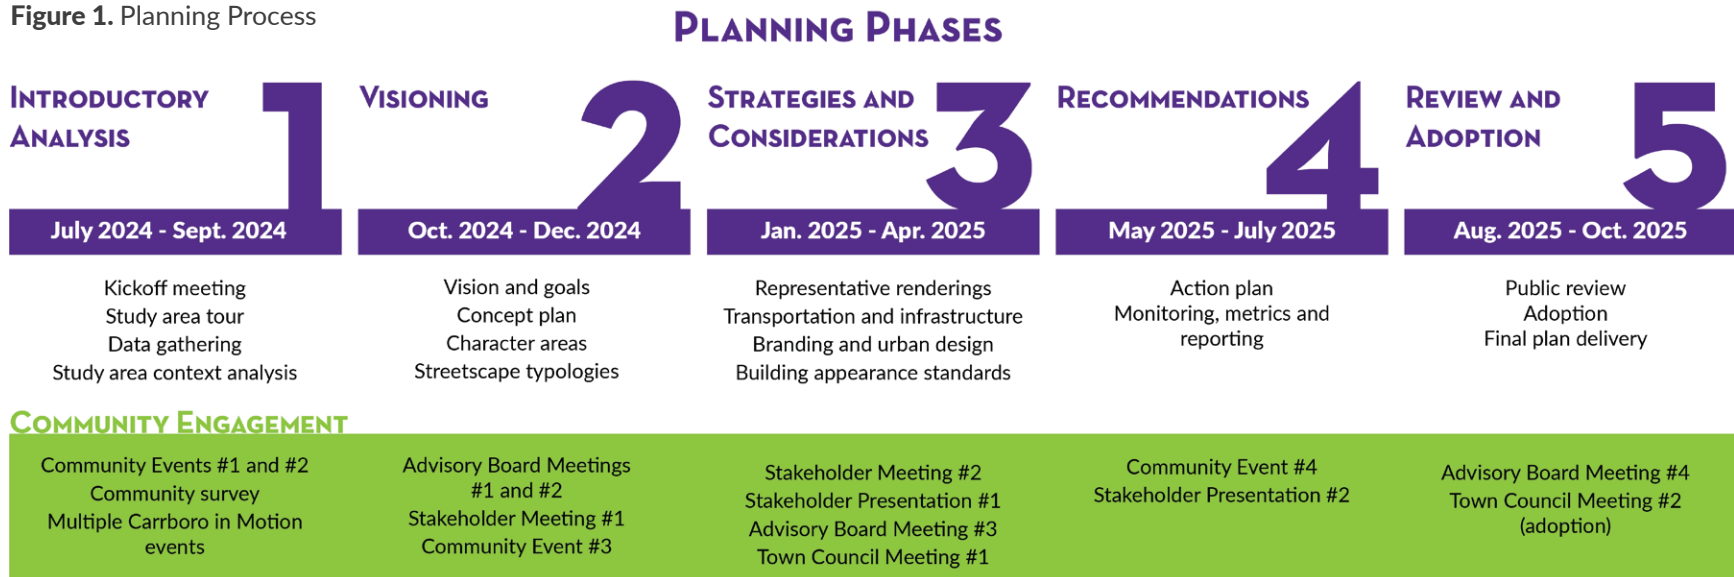 Figure 1. Planning Process
PLANNING PHASES
INTRODUCTORY
ANALYSIS
1
July 2024 - Sept. 2024
Kickoff meeting
Study area tour
Data gathering
Study area context analysis
VISIONING
2
Oct. 2024 - Dec. 2024
Vision and goals
Concept plan
Character areas
Streetscape typologies
STRATEGIES AND
CONSIDERATIONS
3
Jan. 2025 - Apr. 2025
Representative renderings
Transportation and infrastructure
Branding and urban design
Building appearance standards
RECOMMENDATIONS
4
May 2025 - July 2025
Action plan
Monitoring, metrics and
reporting
REVIEW AND
ADOPTION
5
Aug. 2025 - Oct. 2025
Public review
Adoption
Final plan delivery
COMMUNITY ENGAGEMENT
Community Events #1 and #2
Community survey
Multiple Carrboro in Motion
events
Advisory Board Meetings
#1 and #2
Stakeholder Meeting #1
Community Event #3
Stakeholder Meeting #2
Stakeholder Presentation #1
Advisory Board Meeting #3
Town Council Meeting #1
Community Event #4
Stakeholder Presentation #2
Advisory Board Meeting #4
Town Council Meeting #2
(adoption)